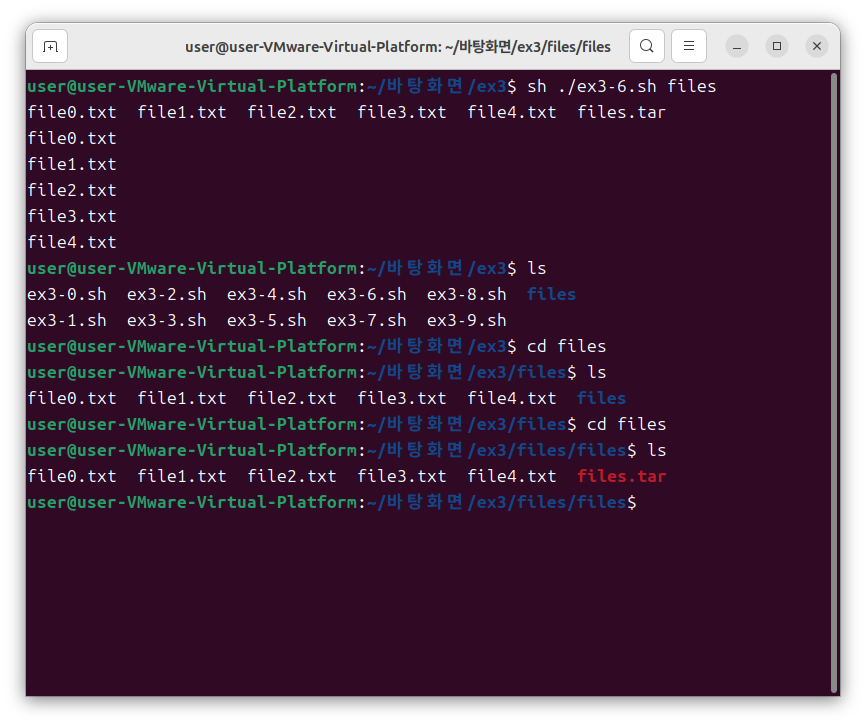 user@user-VMware-Virtual-Platform: ~/바탕화면/ex3/files/files
user@user-VMware-Virtual-Platform:~/바탕화면/ex3$ sh ./ex3-6.sh files
file0.txt  file1.txt  file2.txt  file3.txt  file4.txt  files.tar
file0.txt
file1.txt
file2.txt
file3.txt
file4.txt
user@user-VMware-Virtual-Platform:~/바탕화면/ex3$ ls
ex3-0.sh  ex3-2.sh  ex3-4.sh  ex3-6.sh  ex3-8.sh  files
ex3-1.sh  ex3-3.sh  ex3-5.sh  ex3-7.sh  ex3-9.sh
user@user-VMware-Virtual-Platform:~/바탕화면/ex3$ cd files
user@user-VMware-Virtual-Platform:~/바탕화면/ex3/files$ ls
file0.txt  file1.txt  file2.txt  file3.txt  file4.txt  files
user@user-VMware-Virtual-Platform:~/바탕화면/ex3/files$ cd files
user@user-VMware-Virtual-Platform:~/바탕화면/ex3/files/files$ ls
file0.txt  file1.txt  file2.txt  file3.txt  file4.txt  files.tar
user@user-VMware-Virtual-Platform:~/바탕화면/ex3/files/files$